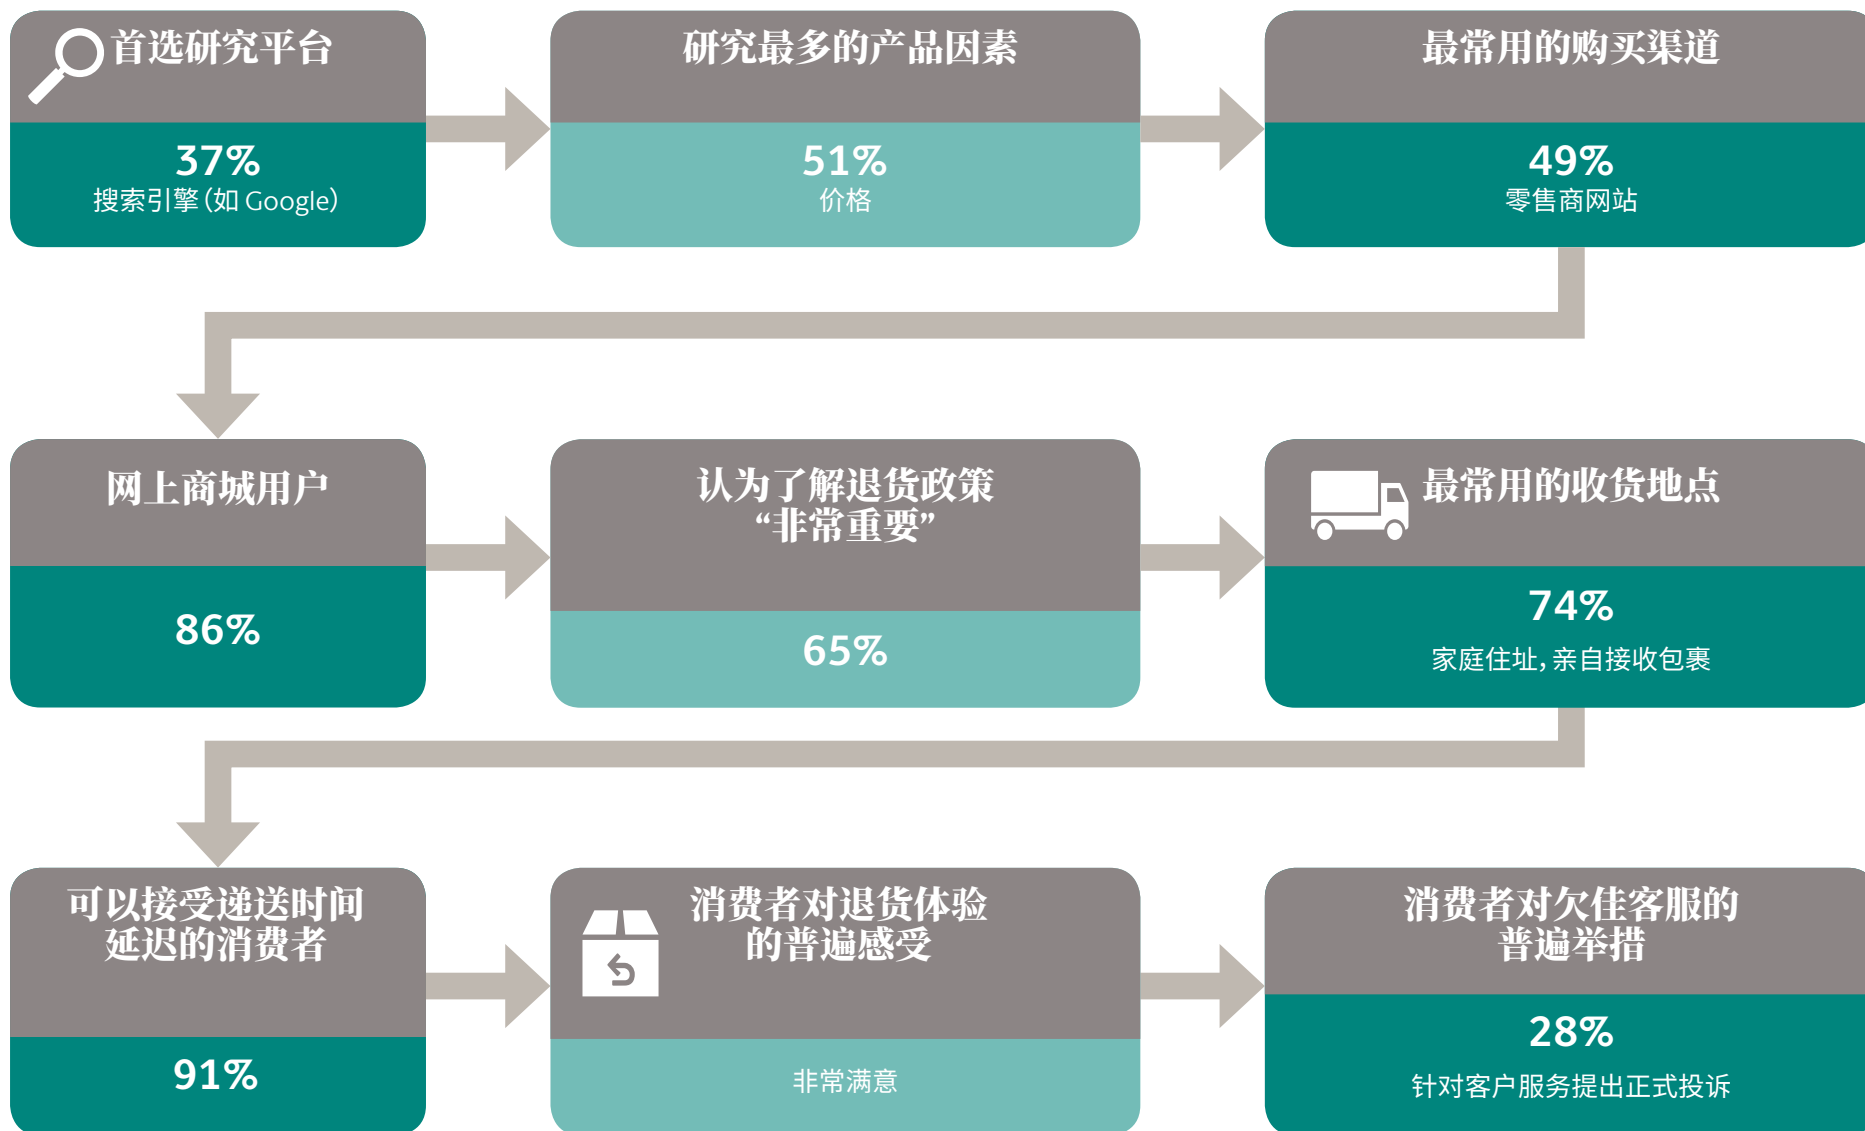 首选研究平台
37%
搜索引擎（如 Google）
研究最多的产品因素
51%
价格
最常用的购买渠道
49%
零售商网站
网上商城用户
86%
认为了解退货政策
“非常重要”
65%
最常用的收货地点
74%
家庭住址，亲自接收包裹
可以接受递送时间
延迟的消费者
91%
消费者对退货体验
的普遍感受
非常满意
消费者对欠佳客服的
普遍举措
28%
针对客户服务提出正式投诉